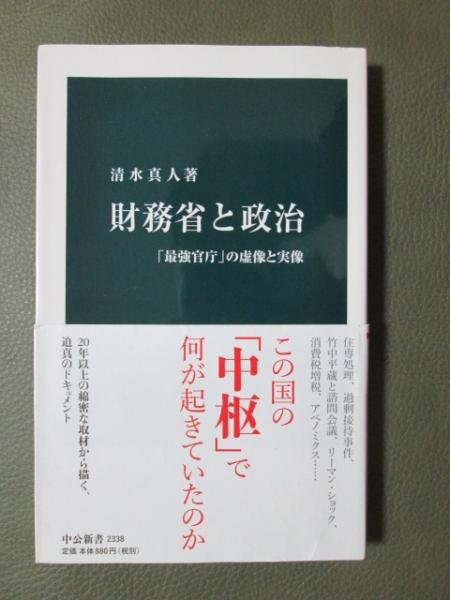 清水真人著
財務省と政治
「最強官庁」の虚像と実像
住専処理、過剰接待事件、
竹中平蔵と諮問会議、リーマン・ショック、
消費税増税、アベノミクス……
この国の
「中枢」で
何が起きていたのか
20年以上の綿密な取材から描く、
迫真のドキュメント
中公新書 2338
定価 本体880円(税別)